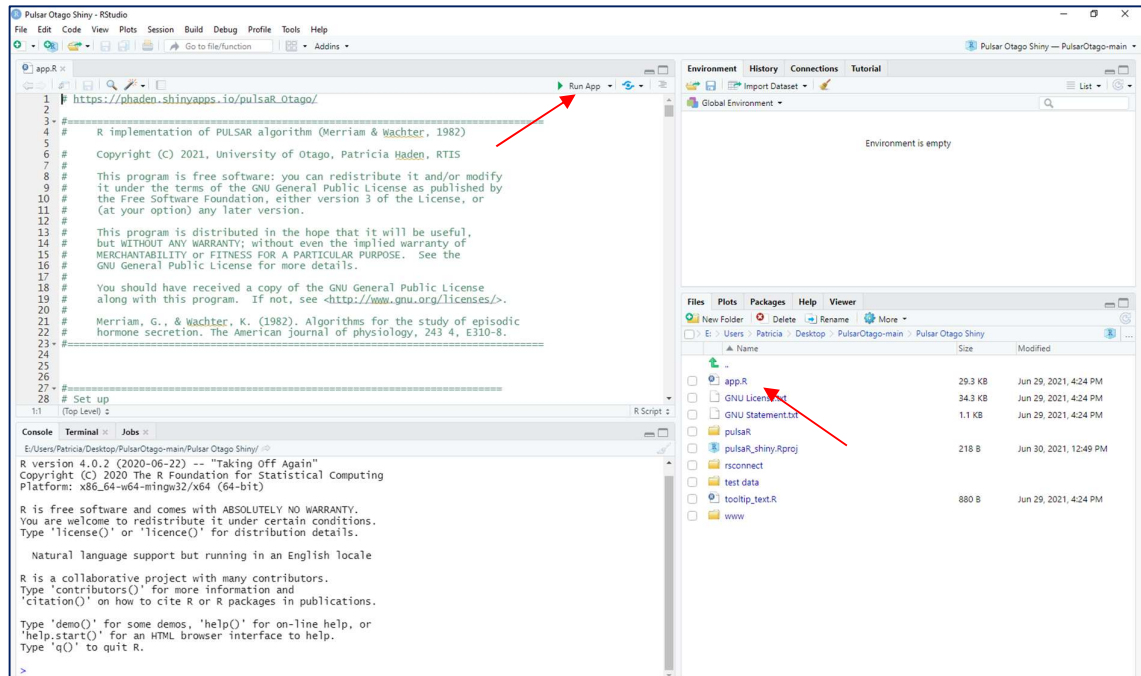 Pulsar Otago Shiny - RStudio
File Edit Code View Plots Session Build Debug Profile Tools Help
Go to file/function Addins
Pulsar Otago Shiny — PulsarOtago-main
app.R
Run App
1 # https://phaden.shinyapps.io/pulsaR_Otago/
2
3 #================================================================================
4 # R implementation of PULSAR algorithm (Merriam & Wachter, 1982)
5
6 # Copyright (C) 2021, University of Otago, Patricia Haden, RTIS
7 #
8 # This program is free software: you can redistribute it and/or modify
9 # it under the terms of the GNU General Public License as published by
10 # the Free Software Foundation, either version 3 of the License, or
11 # (at your option) any later version.
12 #
13 # This program is distributed in the hope that it will be useful,
14 # but WITHOUT ANY WARRANTY; without even the implied warranty of
15 # MERCHANTABILITY or FITNESS FOR A PARTICULAR PURPOSE. See the
16 # GNU General Public License for more details.
17 #
18 # You should have received a copy of the GNU General Public License
19 # along with this program. If not, see <http://www.gnu.org/licenses/>.
20 #
21 # Merriam, G., & Wachter, K. (1982). Algorithms for the study of episodic
22 # hormone secretion. The American journal of physiology, 243 4, E310-8.
23 #================================================================================
24
25
26
27 #=========================================================================
28 # Set up
1:1 (Top Level) R Script
Console Terminal Jobs
E:/Users/Patricia/Desktop/PulsarOtago-main/Pulsar Otago Shiny/
R version 4.0.2 (2020-06-22) -- "Taking Off Again"
Copyright (C) 2020 The R Foundation for Statistical Computing
Platform: x86_64-w64-mingw32/x64 (64-bit)
R is free software and comes with ABSOLUTELY NO WARRANTY.
You are welcome to redistribute it under certain conditions.
Type 'license()' or 'licence()' for distribution details.
Natural language support but running in an English locale
R is a collaborative project with many contributors.
Type 'contributors()' for more information and
'citation()' on how to cite R or R packages in publications.
Type 'demo()' for some demos, 'help()' for on-line help, or
'help.start()' for an HTML browser interface to help.
Type 'q()' to quit R.
>
Environment History Connections Tutorial
Import Dataset List
Global Environment
Environment is empty
Files Plots Packages Help Viewer
New Folder Delete Rename More
E: > Users > Patricia > Desktop > PulsarOtago-main > Pulsar Otago Shiny
Name Size Modified
..
app.R 29.3 KB Jun 29, 2021, 4:24 PM
GNU License.txt 34.3 KB Jun 29, 2021, 4:24 PM
GNU Statement.txt 1.1 KB Jun 29, 2021, 4:24 PM
pulsaR
pulsaR_shiny.Rproj 218 B Jun 30, 2021, 12:49 PM
rsconnect
test data
tooltip_text.R 880 B Jun 29, 2021, 4:24 PM
www